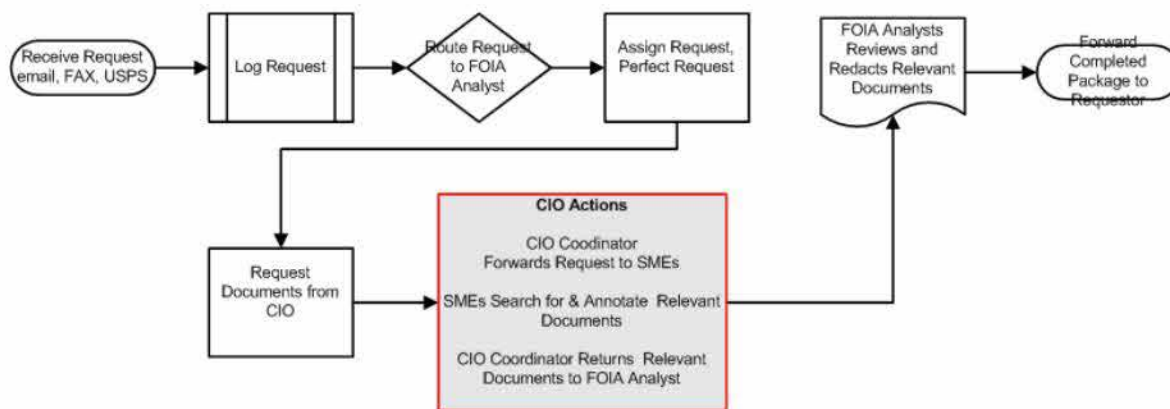 Receive Request
email, FAX, USPS
Log Request
Route Request
to FOIA
Analyst
Assign Request,
Perfect Request
FOIA Analysts
Reviews and
Redacts Relevant
Documents
Forward
Completed
Package to
Requestor
Request
Documents from
CIO
CIO Actions
CIO Coodinator
Forwards Request to SMEs
SMEs Search for & Annotate Relevant
Documents
CIO Coordinator Returns Relevant
Documents to FOIA Analyst